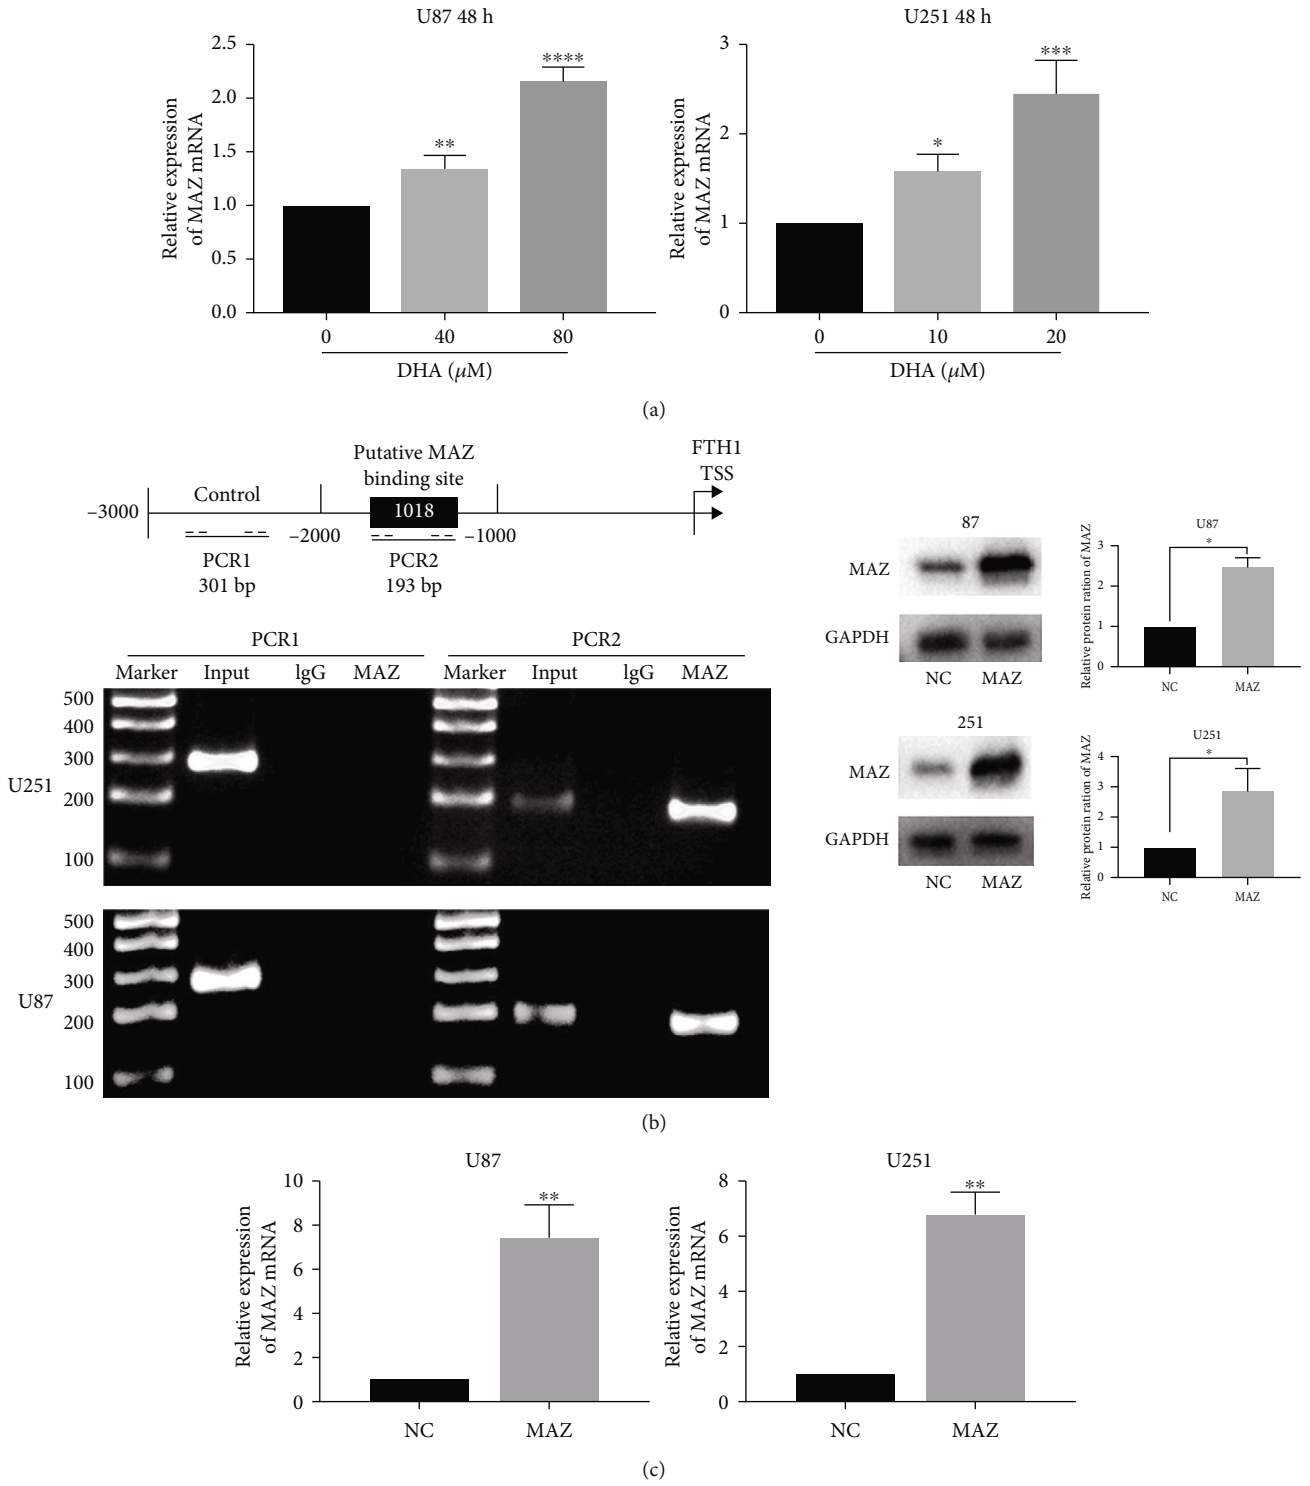 U87 48 h
Relative expression
of MAZ mRNA
2.5
2.0
1.5
1.0
0.5
0.0
**
****
0 40 80
DHA (μM)
U251 48 h
Relative expression
of MAZ mRNA
3
2
1
0
*
***
0 10 20
DHA (μM)
(a)
Putative MAZ
binding site
FTH1
TSS
Control
–3000
1018
–2000
–1000
PCR1
301 bp
PCR2
193 bp
PCR1 PCR2
Marker Input lgG MAZ Marker Input lgG MAZ
U251
500
400
300
200
100
U87
500
400
300
200
100
87
MAZ
GAPDH
NC MAZ
U87
Relative protein ration of MAZ
3
2
1
0
*
NC MAZ
251
MAZ
GAPDH
NC MAZ
U251
Relative protein ration of MAZ
4
3
2
1
0
*
NC MAZ
(b)
U87
Relative expression
of MAZ mRNA
10
8
6
4
2
0
**
NC MAZ
U251
Relative expression
of MAZ mRNA
8
6
4
2
0
**
NC MAZ
(c)